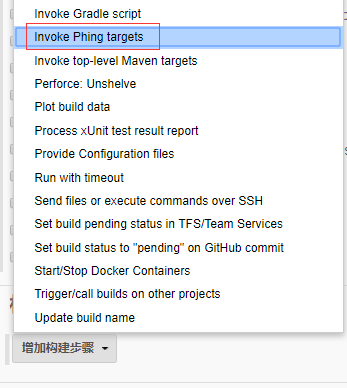 Invoke Gradle script
Invoke Phing targets
Invoke top-level Maven targets
Perforce: Unshelve
Plot build data
Process xUnit test result report
Provide Configuration files
Run with timeout
Send files or execute commands over SSH
Set build pending status in TFS/Team Services
Set build status to "pending" on GitHub commit
Start/Stop Docker Containers
Trigger/call builds on other projects
Update build name
增加构建步骤